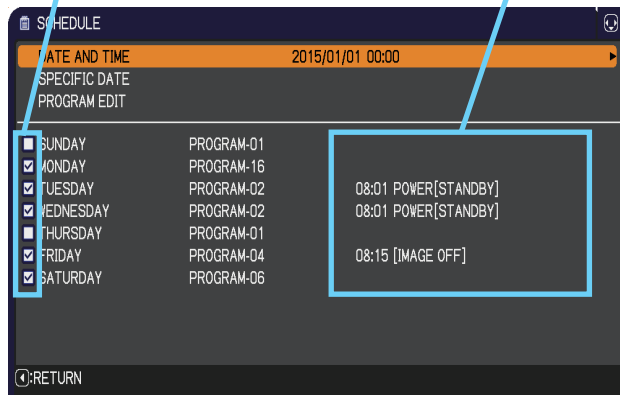 SCHEDULE
DATE AND TIME 2015/01/01 00:00
SPECIFIC DATE
PROGRAM EDIT
SUNDAY PROGRAM-01
MONDAY PROGRAM-16
TUESDAY PROGRAM-02 08:01 POWER[STANDBY]
WEDNESDAY PROGRAM-02 08:01 POWER[STANDBY]
THURSDAY PROGRAM-01
FRIDAY PROGRAM-04 08:15 [IMAGE OFF]
SATURDAY PROGRAM-06
:RETURN